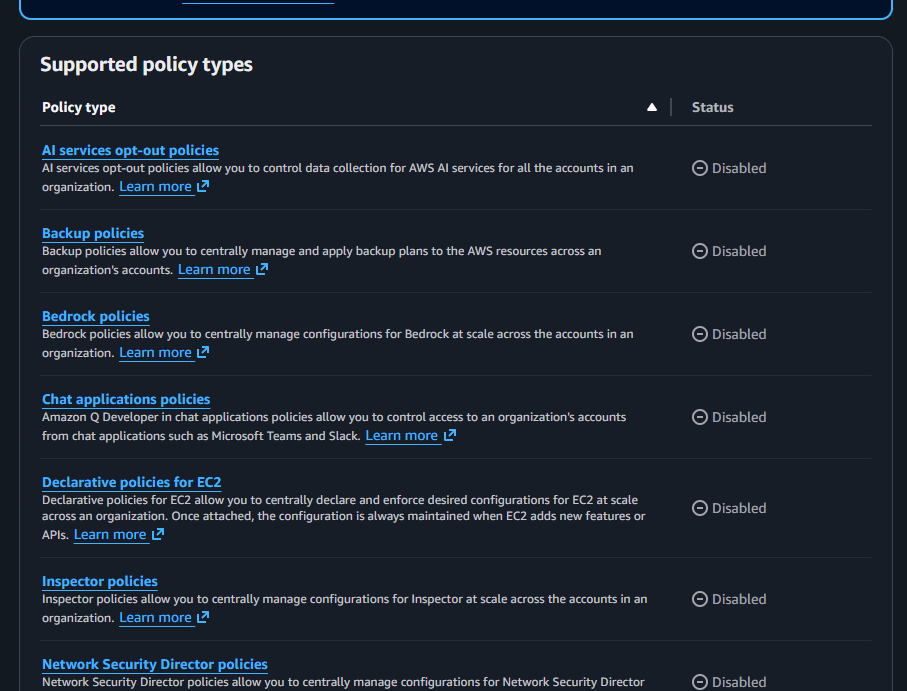 Supported policy types
Policy type
Status
AI services opt-out policies
AI services opt-out policies allow you to control data collection for AWS AI services for all the accounts in an
organization. Learn more
Disabled
Backup policies
Backup policies allow you to centrally manage and apply backup plans to the AWS resources across an
organization's accounts. Learn more
Disabled
Bedrock policies
Bedrock policies allow you to centrally manage configurations for Bedrock at scale across the accounts in an
organization. Learn more
Disabled
Chat applications policies
Amazon Q Developer in chat applications policies allow you to control access to an organization's accounts
from chat applications such as Microsoft Teams and Slack. Learn more
Disabled
Declarative policies for EC2
Declarative policies for EC2 allow you to centrally declare and enforce desired configurations for EC2 at scale
across an organization. Once attached, the configuration is always maintained when EC2 adds new features or
APIs. Learn more
Disabled
Inspector policies
Inspector policies allow you to centrally manage configurations for Inspector at scale across the accounts in an
organization. Learn more
Disabled
Network Security Director policies
Network Security Director policies allow you to centrally manage configurations for Network Security Director
Disabled